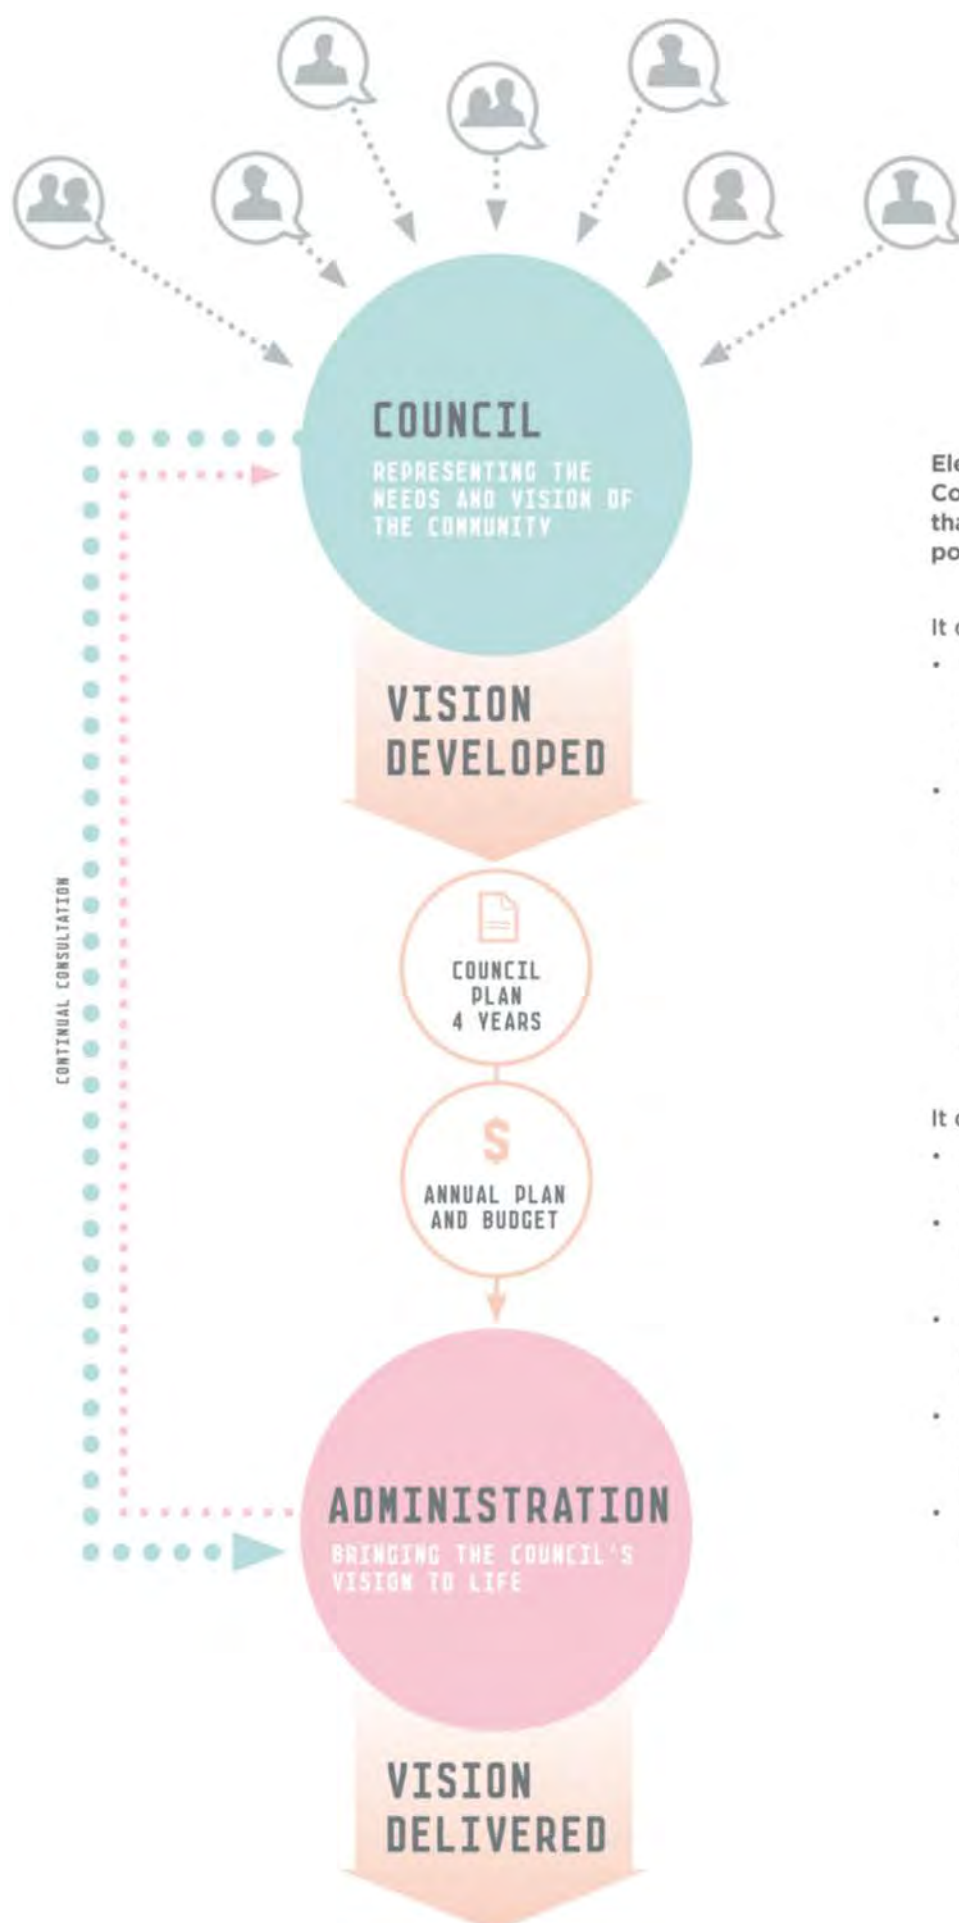 COUNCIL
REPRESENTING THE
NEEDS AND VISION OF
THE COMMUNITY
VISION
DEVELOPED
CONTINUAL CONSULTATION
COUNCIL
PLAN
4 YEARS
$
ANNUAL PLAN
AND BUDGET
ADMINISTRATION
BRINGING THE COUNCIL'S
VISION TO LIFE
VISION
DELIVERED
It
•
•
It
•
•
•
•
•